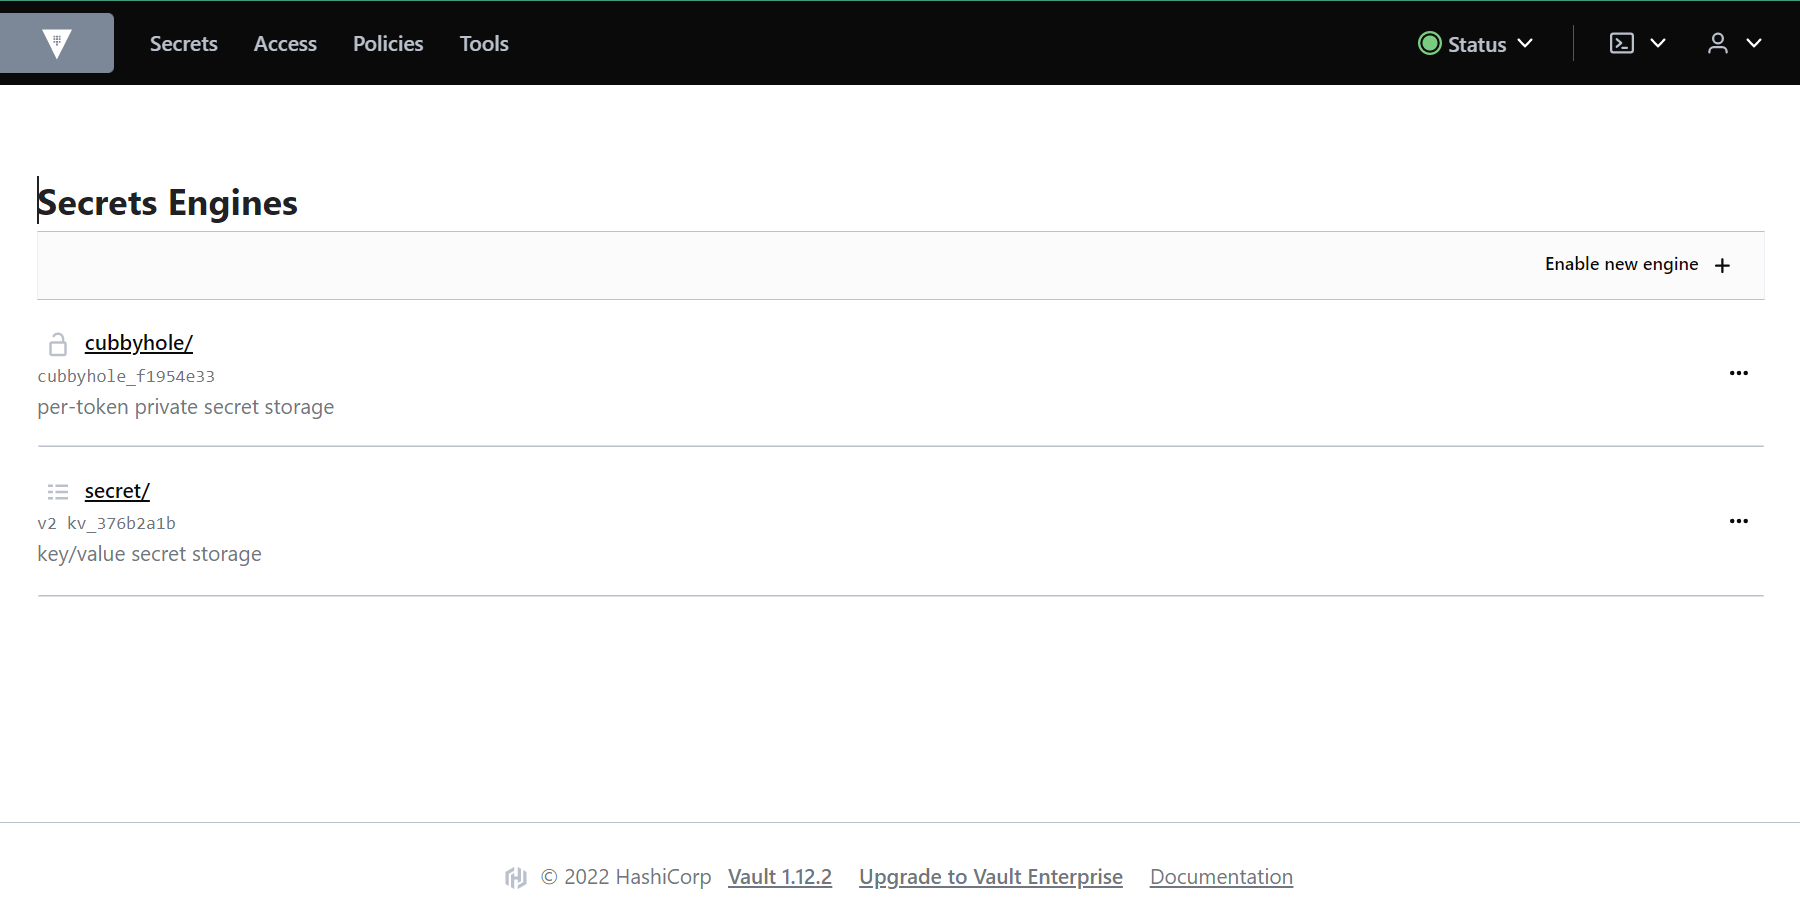 Secrets Access Policies Tools Status
Secrets Engines
Enable new engine +
cubbyhole/
cubbyhole_f1954e33
per-token private secret storage
secret/
v2 kv_376b2a1b
key/value secret storage
© 2022 HashiCorp Vault 1.12.2 Upgrade to Vault Enterprise Documentation